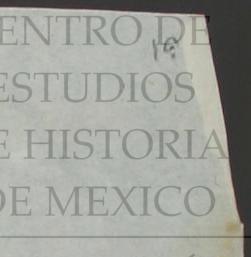 ENTRO DE
ESTUDIOS
E HISTORIA
DE MEXICO